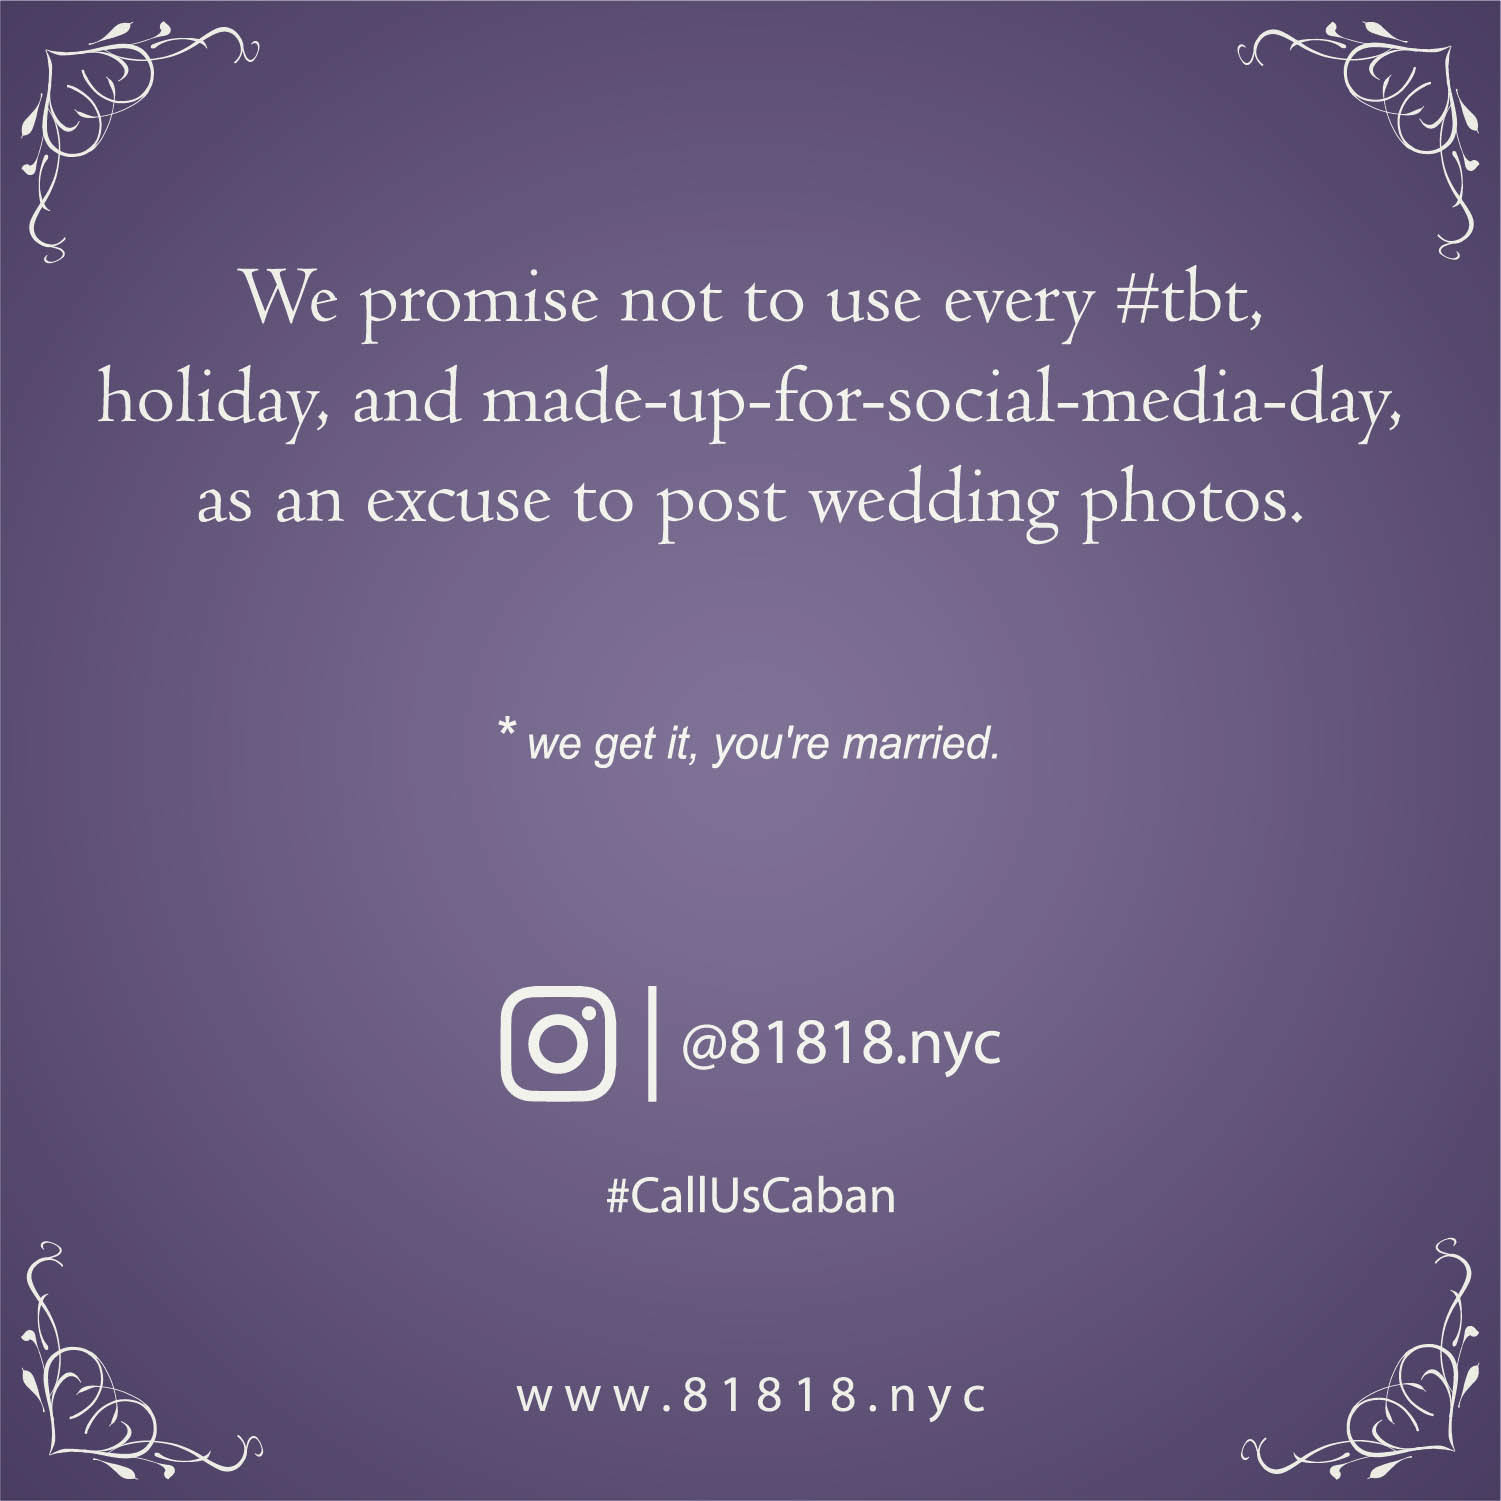 We promise not to use every #tbt,
holiday, and made-up-for-social-media-day,
as an excuse to post wedding photos.
* we get it, you're married.
@81818.nyc
#CallUsCaban
www.81818.nyc